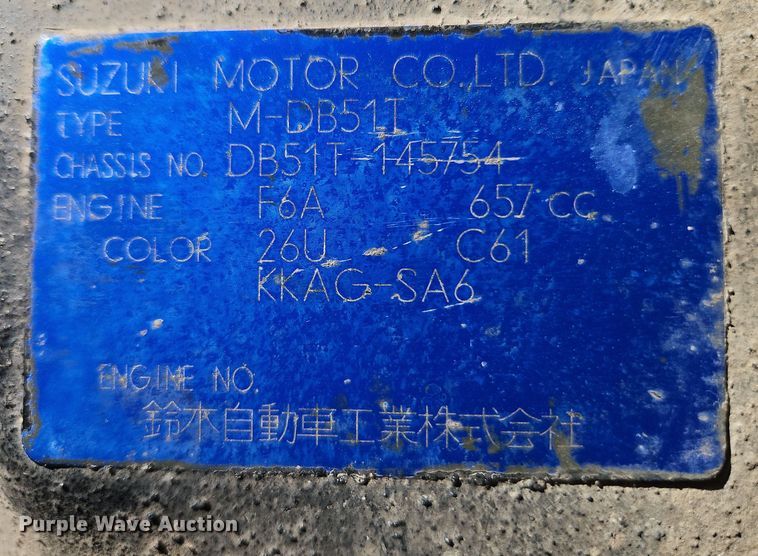 SUZUKI MOTOR CO.,LTD. JAPAN
TYPE M-DB51T
CHASSIS NO. DB51T-145754
ENGINE F6A 657 CC
COLOR 26U C61
KKAG-SA6
ENGINE NO.
鈴木自動車工業株式会社
Purple Wave Auction